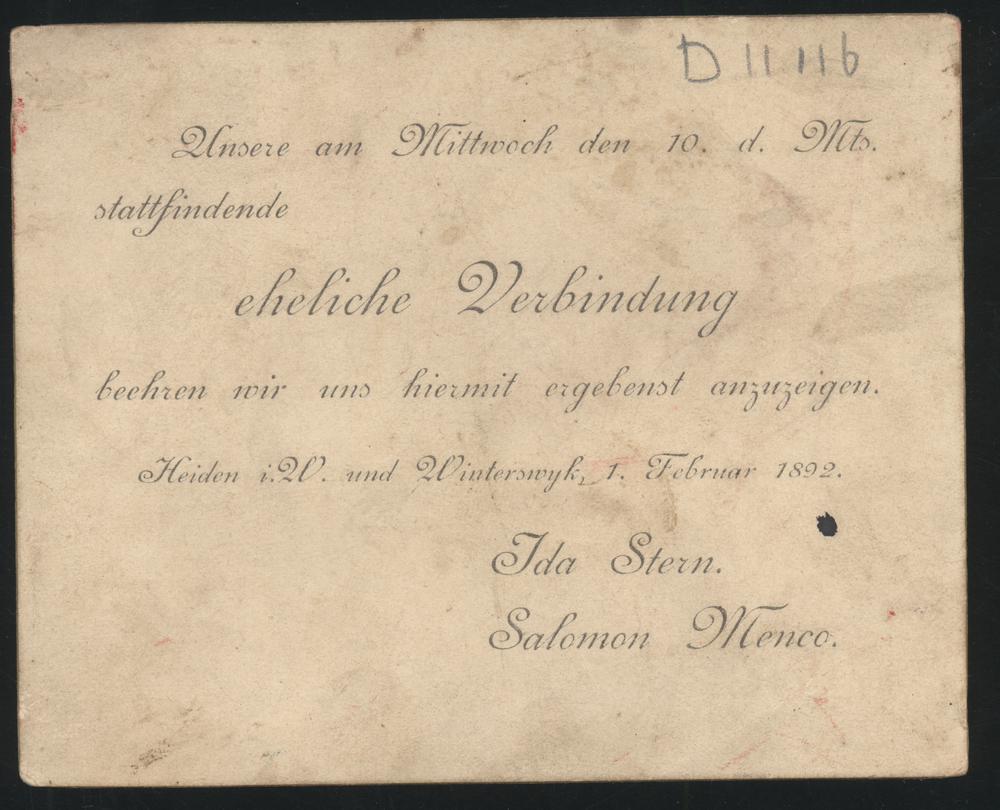 D 11 116
Unsere am Mittwoch den 10. d. Mts.
stattfindende
eheliche Verbindung
beehren wir uns hiermit ergebenst anzuzeigen.
Heiden i.W. und Winterswyk, 1. Februar 1892.
Ida Stern.
Salomon Menco.